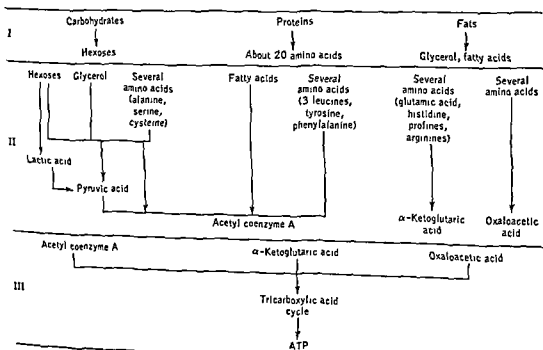 I
Carbohydrates
Proteins
Fats
Hexoses
About 20 amino acids
Glycerol, fatty acids
II
Hexoses
Glycerol
Several
amino acids
(alanine,
serine,
cysteine)
Fatty acids
Several
amino acids
(3 leucines,
tyrosine,
phenylalanine)
Several
amino acids
(glutamic acid,
histidine,
prolines,
arginines)
Several
amino acids
Lactic acid
Pyruvic acid
Acetyl coenzyme A
α-Ketoglutaric
acid
Oxaloacetic
acid
III
Acetyl coenzyme A
α-Ketoglutaric acid
Oxaloacetic acid
Tricarboxylic acid
cycle
ATP